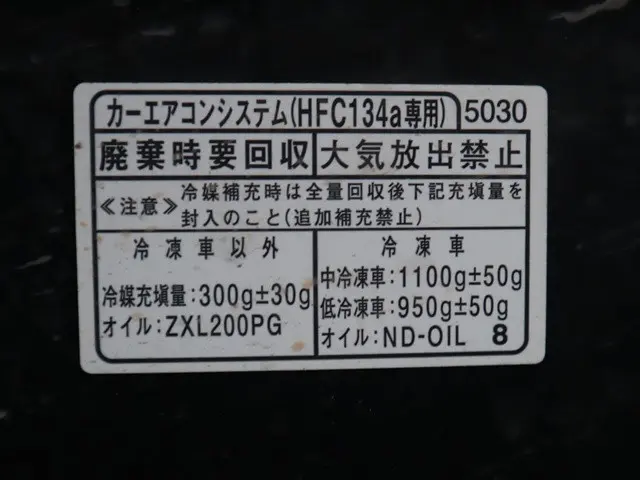 カーエアコンシステム(HFC134a専用) 5030
廃棄時要回収 大気放出禁止
≪注意≫ 冷媒補充時は全量回収後下記充塡量を
封入のこと(追加補充禁止)
冷凍車以外
冷媒充塡量:300g±30g
オイル:ZXL200PG
冷凍車
中冷凍車:1100g±50g
低冷凍車:950g±50g
オイル:ND-OIL 8